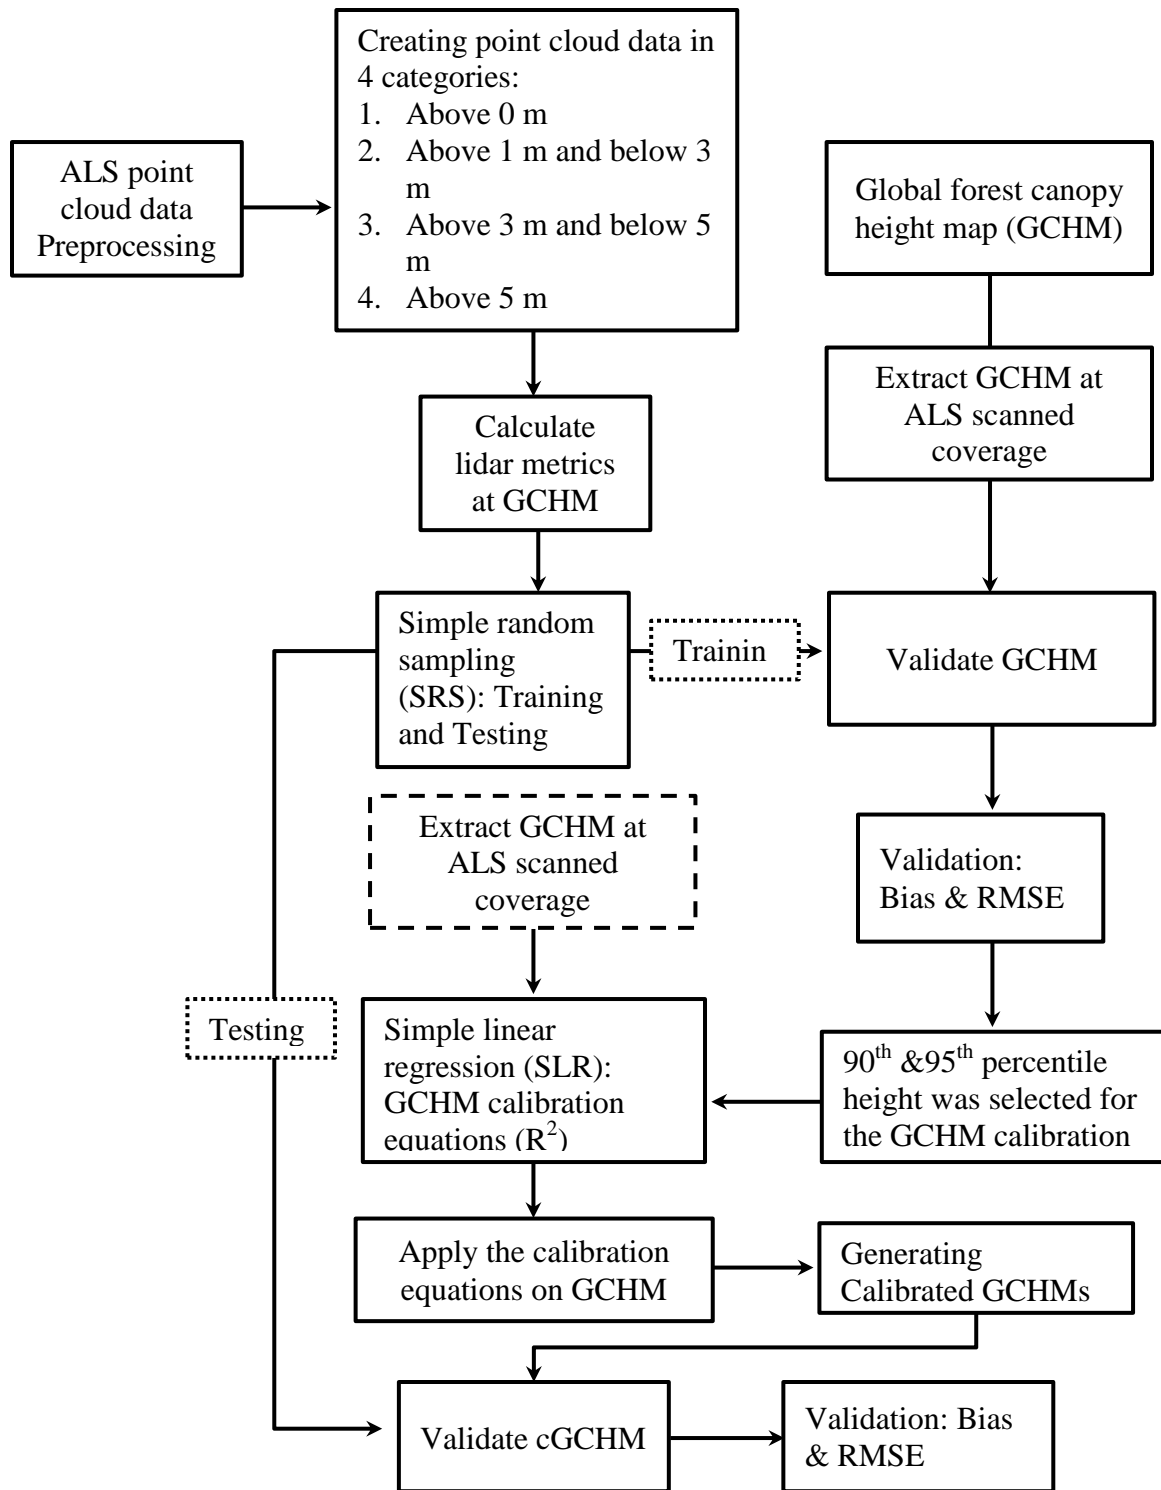 Creating point cloud data in
4 categories:
1. Above 0 m
2. Above 1 m and below 3
m
3. Above 3 m and below 5
m
4. Above 5 m
ALS point
cloud data
Preprocessing
Global forest canopy
height map (GCHM)
Extract GCHM at
ALS scanned
coverage
Calculate
lidar metrics
at GCHM
Simple random
sampling
(SRS): Training
and Testing
Trainin
Validate GCHM
Extract GCHM at
ALS scanned
coverage
Validation:
Bias & RMSE
Testing
Simple linear
regression (SLR):
GCHM calibration
equations (R²)
90th &95th percentile
height was selected for
the GCHM calibration
Apply the calibration
equations on GCHM
Generating
Calibrated GCHMs
Validate cGCHM
Validation: Bias
& RMSE